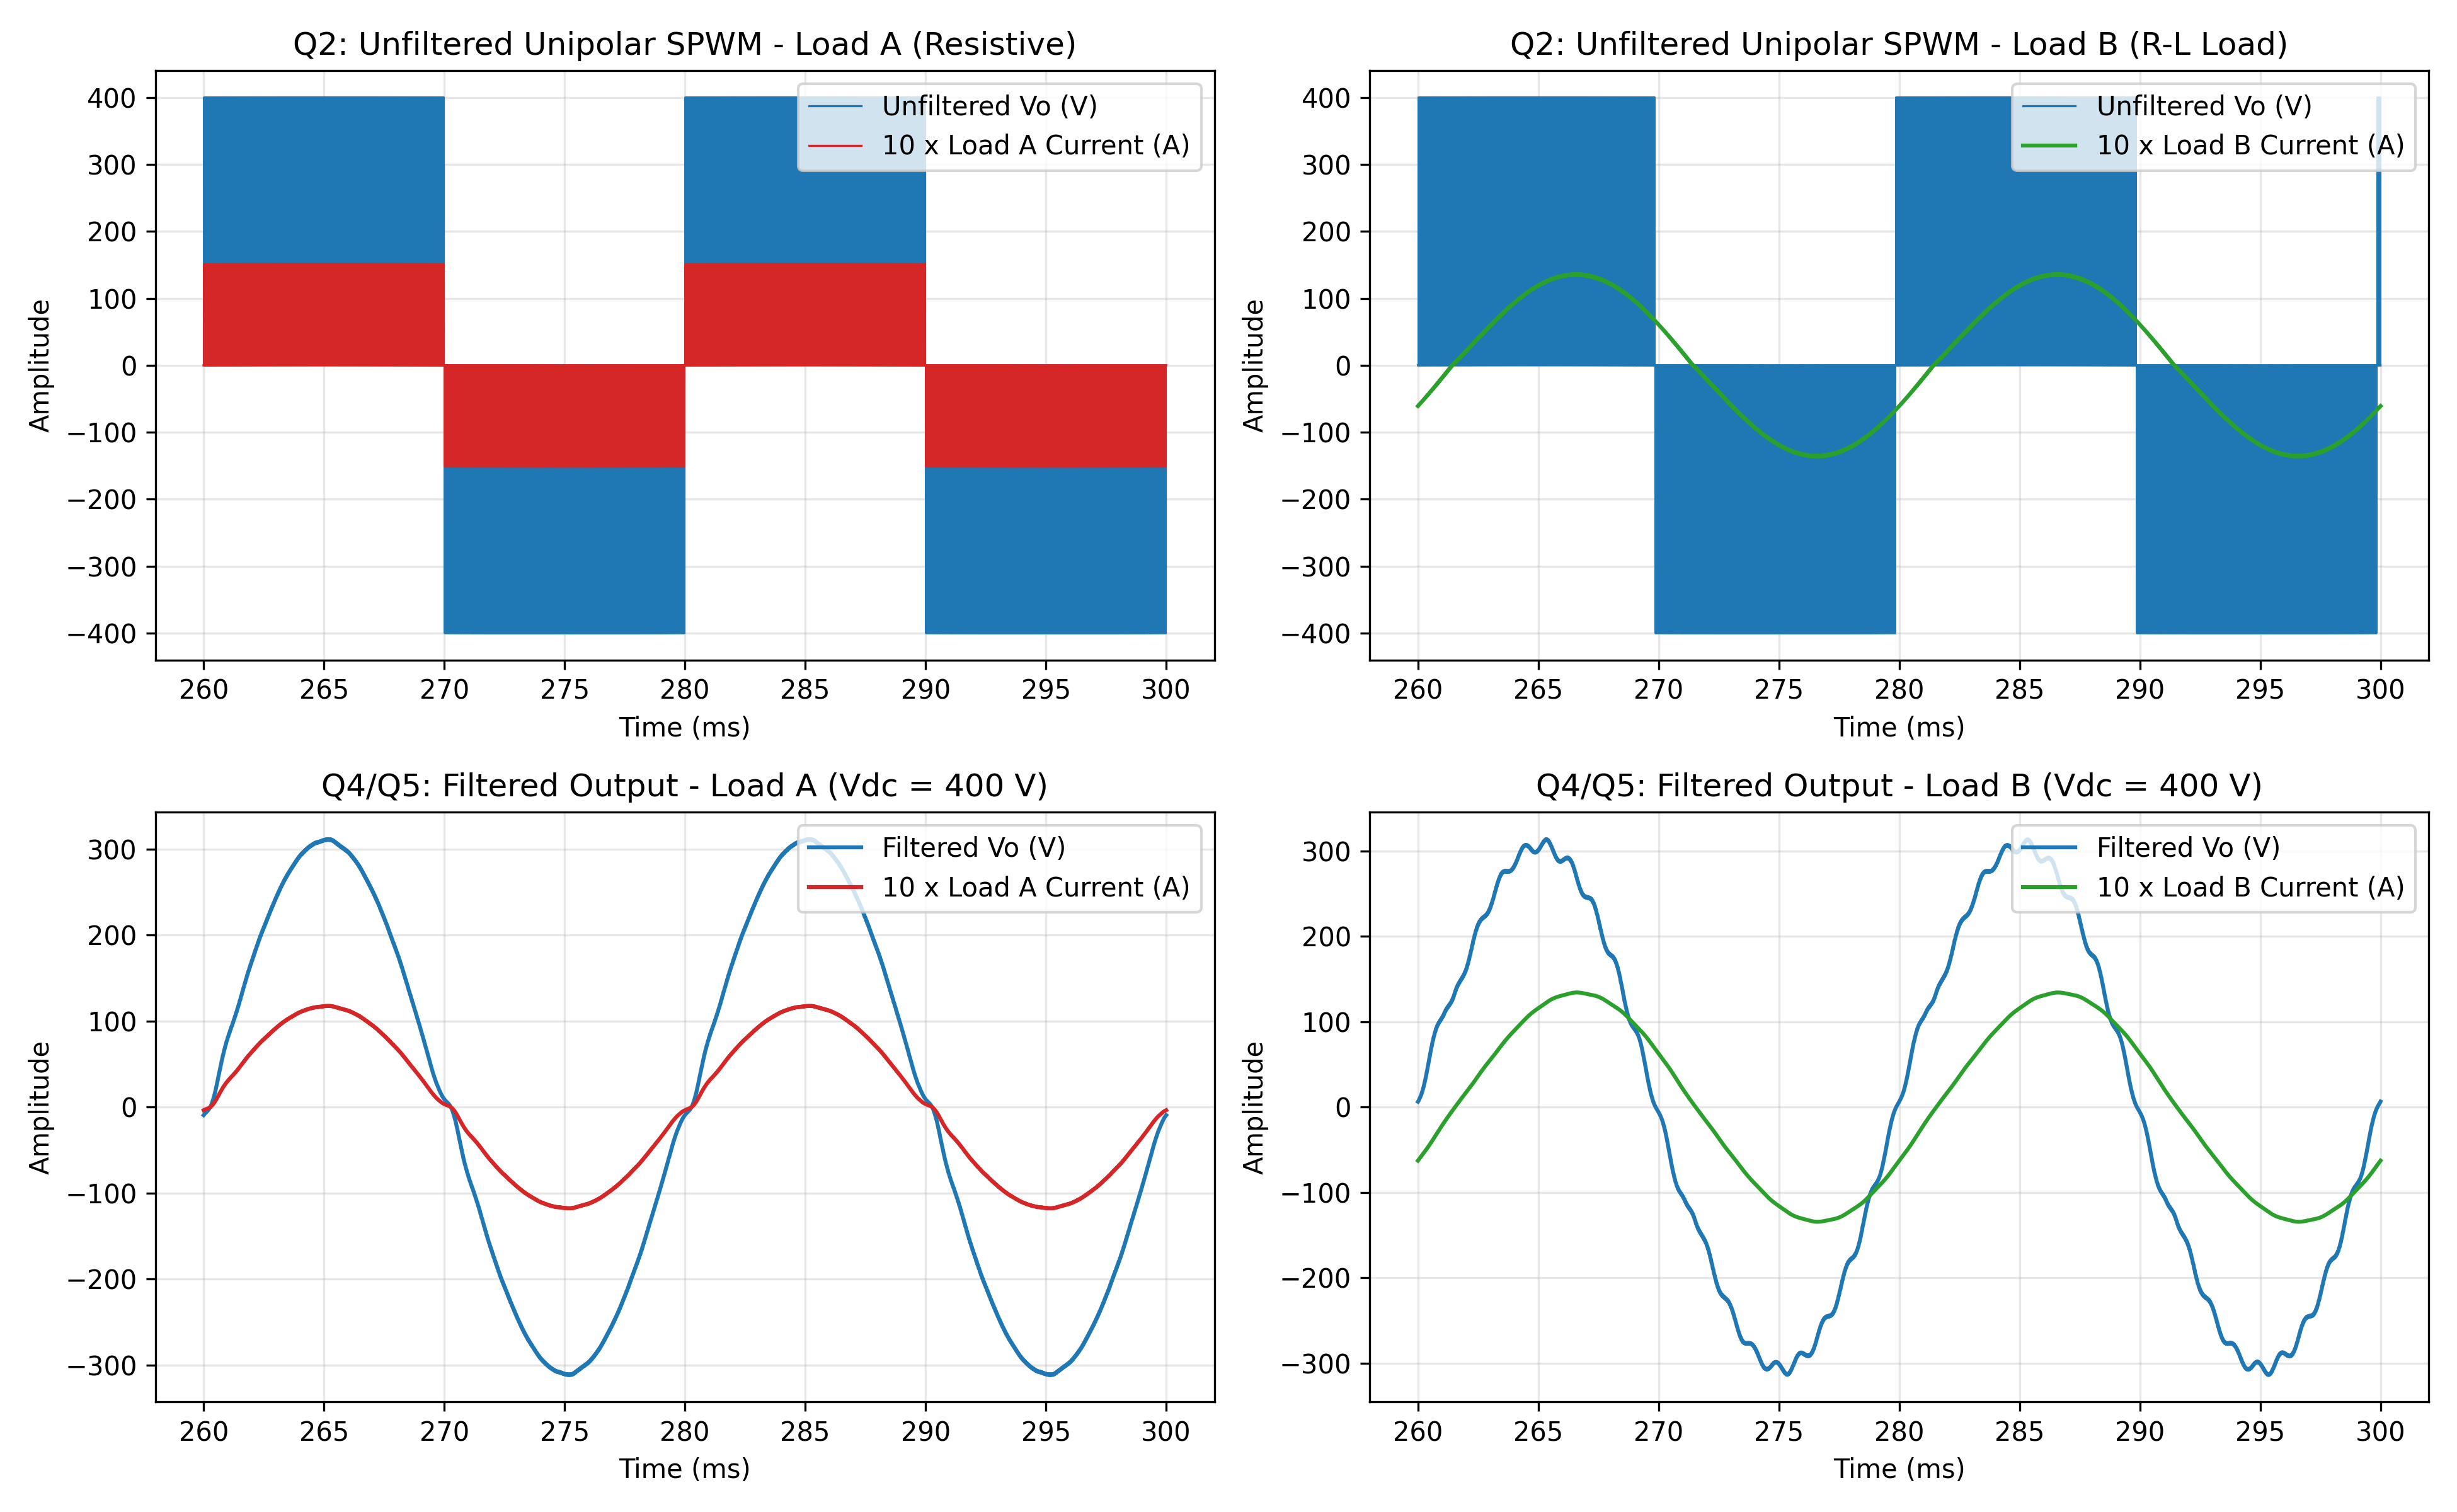 Q2: Unfiltered Unipolar SPWM - Load A (Resistive)
400
300
200
100
0
−100
−200
−300
−400
Amplitude
Unfiltered Vo (V)
10 x Load A Current (A)
260 265 270 275 280 285 290 295 300
Time (ms)
Q2: Unfiltered Unipolar SPWM - Load B (R-L Load)
400
300
200
100
0
−100
−200
−300
−400
Amplitude
Unfiltered Vo (V)
10 x Load B Current (A)
260 265 270 275 280 285 290 295 300
Time (ms)
Q4/Q5: Filtered Output - Load A (Vdc = 400 V)
300
200
100
0
−100
−200
−300
Amplitude
Filtered Vo (V)
10 x Load A Current (A)
260 265 270 275 280 285 290 295 300
Time (ms)
Q4/Q5: Filtered Output - Load B (Vdc = 400 V)
300
200
100
0
−100
−200
−300
Amplitude
Filtered Vo (V)
10 x Load B Current (A)
260 265 270 275 280 285 290 295 300
Time (ms)